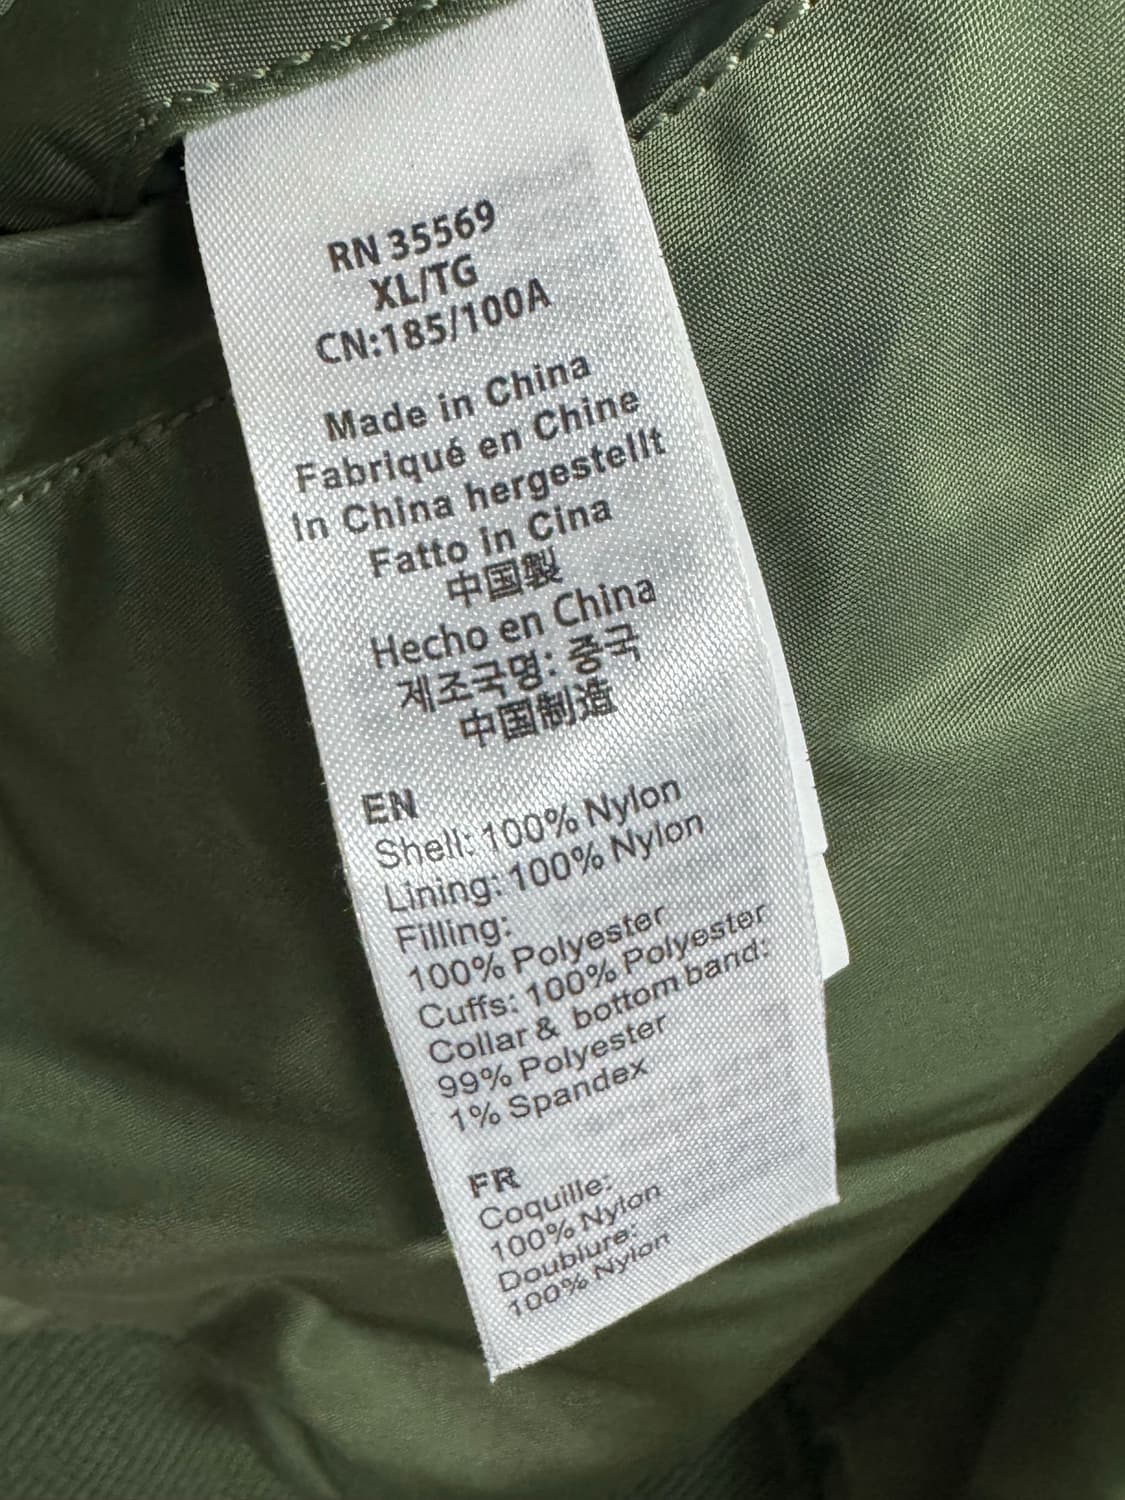 RN 35569
XL/TG
CN:185/100A
Made in China
Fabriqué en Chine
In China hergestellt
Fatto in Cina
中国製
Hecho en China
제조국명: 중국
中国制造
EN
Shell: 100% Nylon
Lining: 100% Nylon
Filling:
100% Polyester
Cuffs: 100% Polyester
Collar & bottom band:
99% Polyester
1% Spandex
FR
Coquille:
100% Nylon
Doublure:
100% Nylon